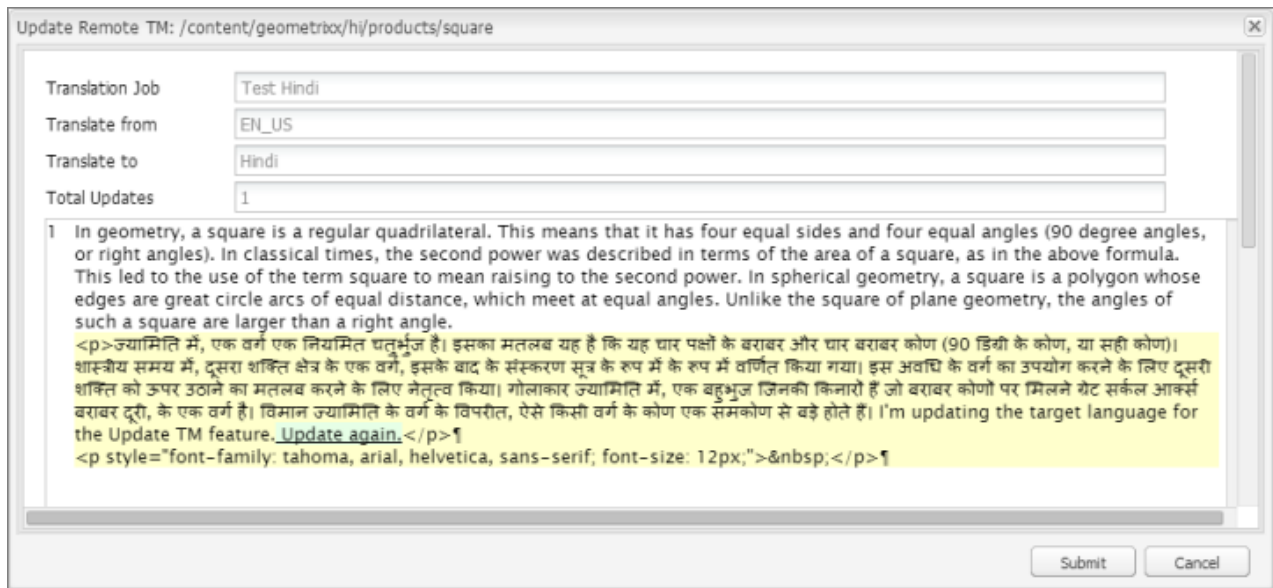 Update Remote TM: /content/geometrixx/hi/products/square
Translation Job Test Hindi
Translate from EN_US
Translate to Hindi
Total Updates 1
1 In geometry, a square is a regular quadrilateral. This means that it has four equal sides and four equal angles (90 degree angles,
or right angles). In classical times, the second power was described in terms of the area of a square, as in the above formula.
This led to the use of the term square to mean raising to the second power. In spherical geometry, a square is a polygon whose
edges are great circle arcs of equal distance, which meet at equal angles. Unlike the square of plane geometry, the angles of
such a square are larger than a right angle.
<p>ज्यामिति में, एक वर्ग एक नियमित चतुर्भुज है। इसका मतलब यह है कि यह चार पक्षों के बराबर और चार बराबर कोण (90 डिग्री के कोण, या सही कोण)।
शास्त्रीय समय में, दूसरा शक्ति क्षेत्र के एक वर्ग, इसके बाद के संस्करण सूत्र के रुप में के रुप में वर्णित किया गया। इस अवधि के वर्ग का उपयोग करने के लिए दूसरी
शक्ति को ऊपर उठाने का मतलब करने के लिए नेतृत्व किया। गोलाकार ज्यामिति में, एक बहुभुज जिनकी किनारों हैं जो बराबर कोणों पर मिलने ग्रेट सर्कल आर्क्स
बराबर दूरी, के एक वर्ग है। विमान ज्यामिति के वर्ग के विपरीत, ऐसे किसी वर्ग के कोण एक समकोण से बड़े होते हैं। I'm updating the target language for
the Update TM feature. Update again.</p>¶
<p style="font-family: tahoma, arial, helvetica, sans-serif; font-size: 12px;">&nbsp;</p>¶
Submit Cancel